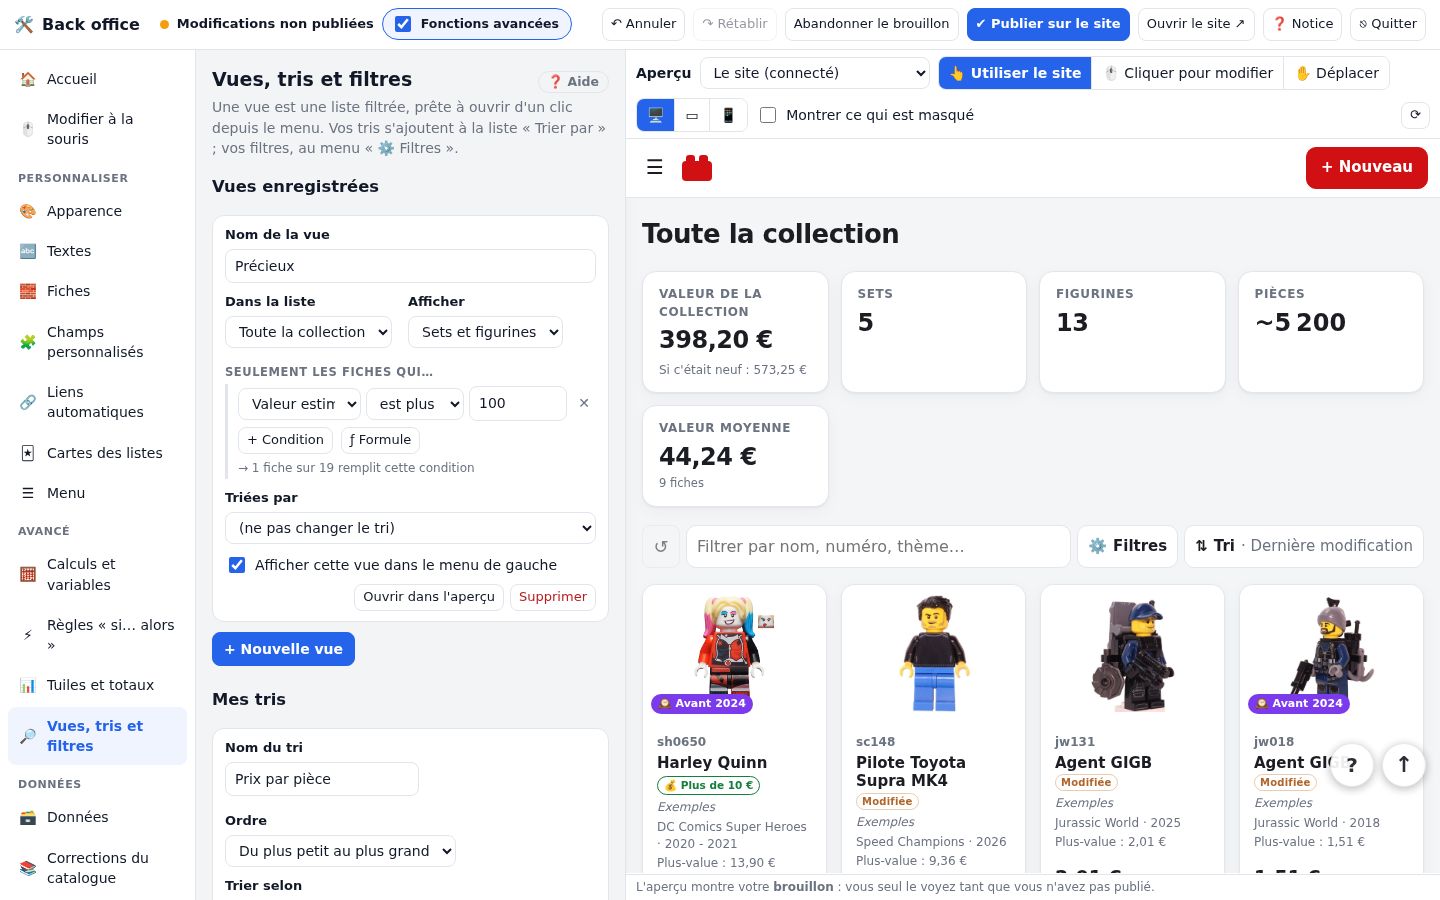 Back office
Modifications non publiées
Fonctions avancées
↶ Annuler
↷ Rétablir
Abandonner le brouillon
✔ Publier sur le site
Ouvrir le site ↗
❓ Notice
⎋ Quitter
Accueil
Modifier à la
souris
PERSONNALISER
Apparence
Textes
Fiches
Champs
personnalisés
Liens
automatiques
Cartes des listes
☰ Menu
AVANCÉ
Calculs et
variables
Règles « si… alors
»
Tuiles et totaux
Vues, tris et
filtres
DONNÉES
Données
Corrections du
catalogue
Vues, tris et filtres
❓ Aide
Une vue est une liste filtrée, prête à ouvrir d'un clic
depuis le menu. Vos tris s'ajoutent à la liste « Trier par »
; vos filtres, au menu « ⚙️ Filtres ».
Vues enregistrées
Nom de la vue
Précieux
Dans la liste
Afficher
Toute la collection
Sets et figurines
SEULEMENT LES FICHES QUI…
Valeur estim
est plus
100
✕
+ Condition
ƒ Formule
→ 1 fiche sur 19 remplit cette condition
Triées par
(ne pas changer le tri)
Afficher cette vue dans le menu de gauche
Ouvrir dans l'aperçu
Supprimer
+ Nouvelle vue
Mes tris
Nom du tri
Prix par pièce
Ordre
Du plus petit au plus grand
Trier selon
Aperçu
Le site (connecté)
👆 Utiliser le site
🖱️ Cliquer pour modifier
✋ Déplacer
Montrer ce qui est masqué
⟳
☰
+ Nouveau
Toute la collection
VALEUR DE LA
COLLECTION
398,20 €
Si c'était neuf : 573,25 €
SETS
5
FIGURINES
13
PIÈCES
~5 200
VALEUR MOYENNE
44,24 €
9 fiches
↺
Filtrer par nom, numéro, thème…
⚙️ Filtres
⇅ Tri · Dernière modification
🕰️ Avant 2024
sh0650
Harley Quinn
💰 Plus de 10 €
Exemples
DC Comics Super Heroes
· 2020 - 2021
Plus-value : 13,90 €
sc148
Pilote Toyota
Supra MK4
Modifiée
Exemples
Speed Champions · 2026
Plus-value : 9,36 €
jw131
Agent GIGB
Modifiée
Exemples
Jurassic World · 2025
Plus-value : 2,01 €
🕰️ Avant 2024
jw018
Agent
Modifiée
Exemples
Jurassic World · 2018
Plus-value : 1,51 €
?
↑
L'aperçu montre votre brouillon : vous seul le voyez tant que vous n'avez pas publié.